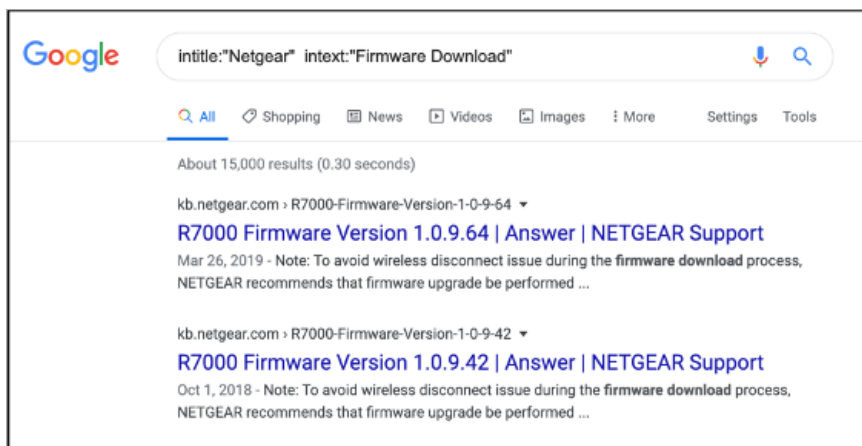 Google
intitle:"Netgear" intext:"Firmware Download"
All Shopping News Videos Images More Settings Tools
About 15,000 results (0.30 seconds)
kb.netgear.com › R7000-Firmware-Version-1-0-9-64
R7000 Firmware Version 1.0.9.64 | Answer | NETGEAR Support
Mar 26, 2019 - Note: To avoid wireless disconnect issue during the firmware download process,
NETGEAR recommends that firmware upgrade be performed ...
kb.netgear.com › R7000-Firmware-Version-1-0-9-42
R7000 Firmware Version 1.0.9.42 | Answer | NETGEAR Support
Oct 1, 2018 - Note: To avoid wireless disconnect issue during the firmware download process,
NETGEAR recommends that firmware upgrade be performed ...